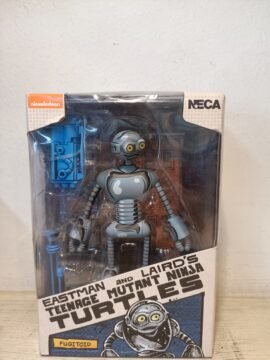 nickelodeon
NECA
EASTMAN AND LAIRD'S
TEENAGE MUTANT NINJA
TURTLES
FUGITOID